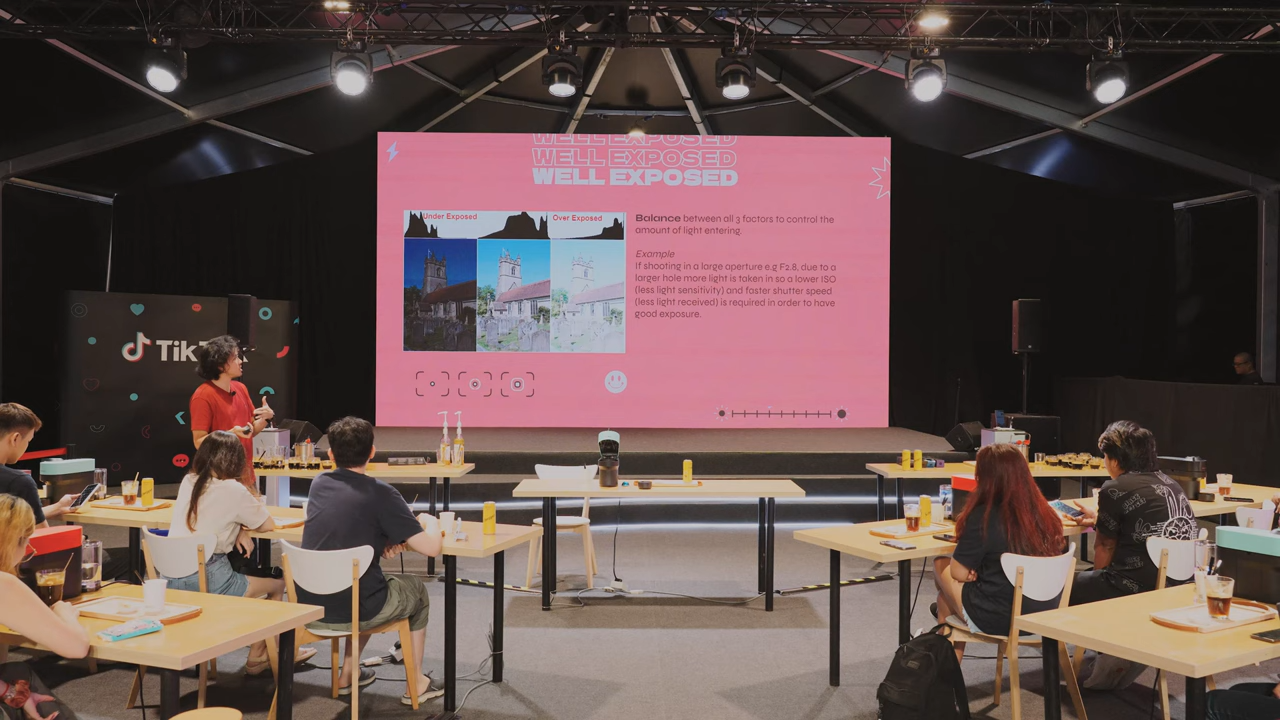 WELL EXPOSED
WELL EXPOSED
WELL EXPOSED
Under Exposed
Over Exposed
Balance between all 3 factors to control the
amount of light entering.
Example
If shooting in a large aperture e.g F2.8, due to a
larger hole more light is taken in so a lower ISO
(less light sensitivity) and faster shutter speed
(less light received) is required in order to have
good exposure.
TikT